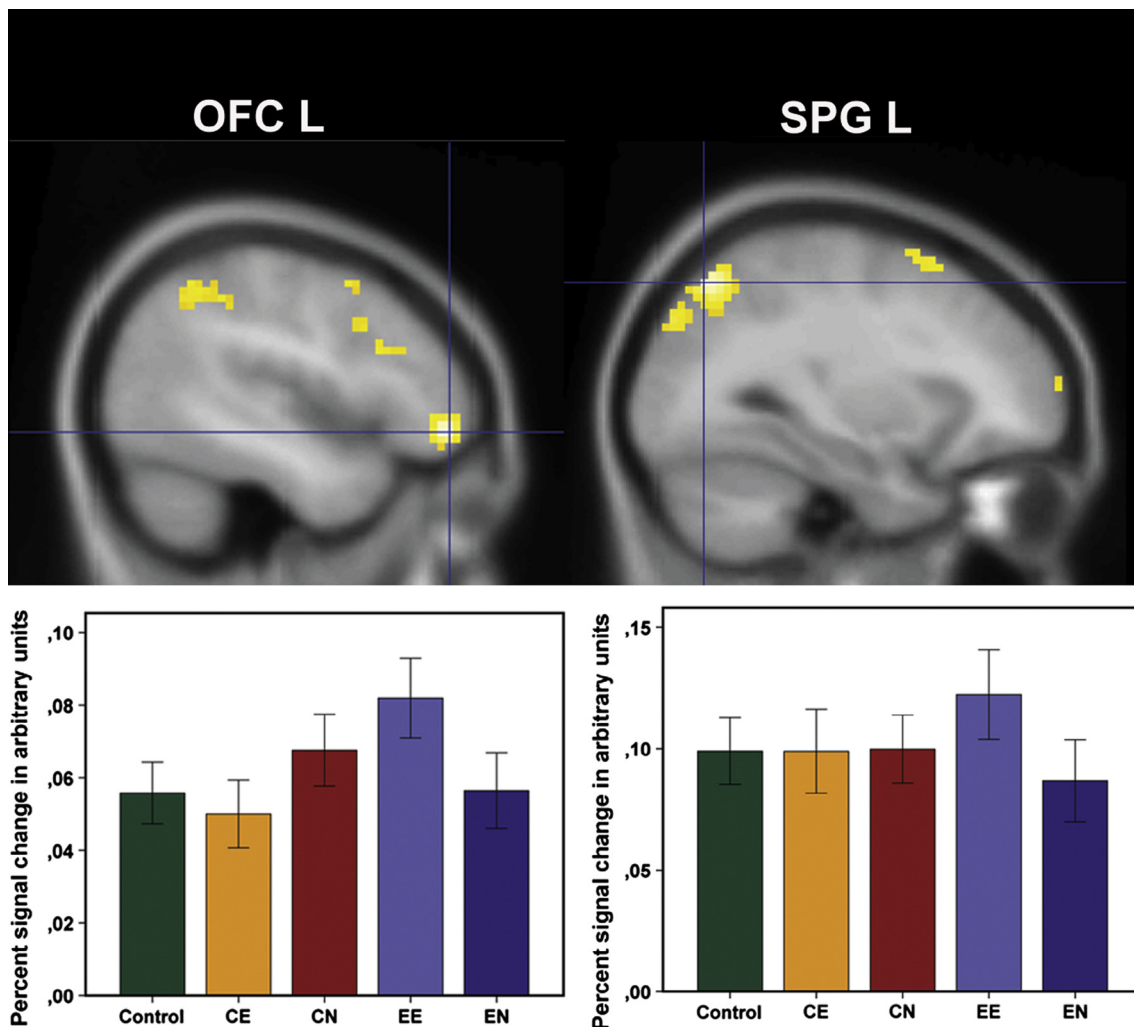 OFC L
SPG L
Percent signal change in arbitrary units
,10
,08
,06
,04
,02
,00
Control CE CN EE EN
Percent signal change in arbitrary units
,15
,10
,05
,00
Control CE CN EE EN